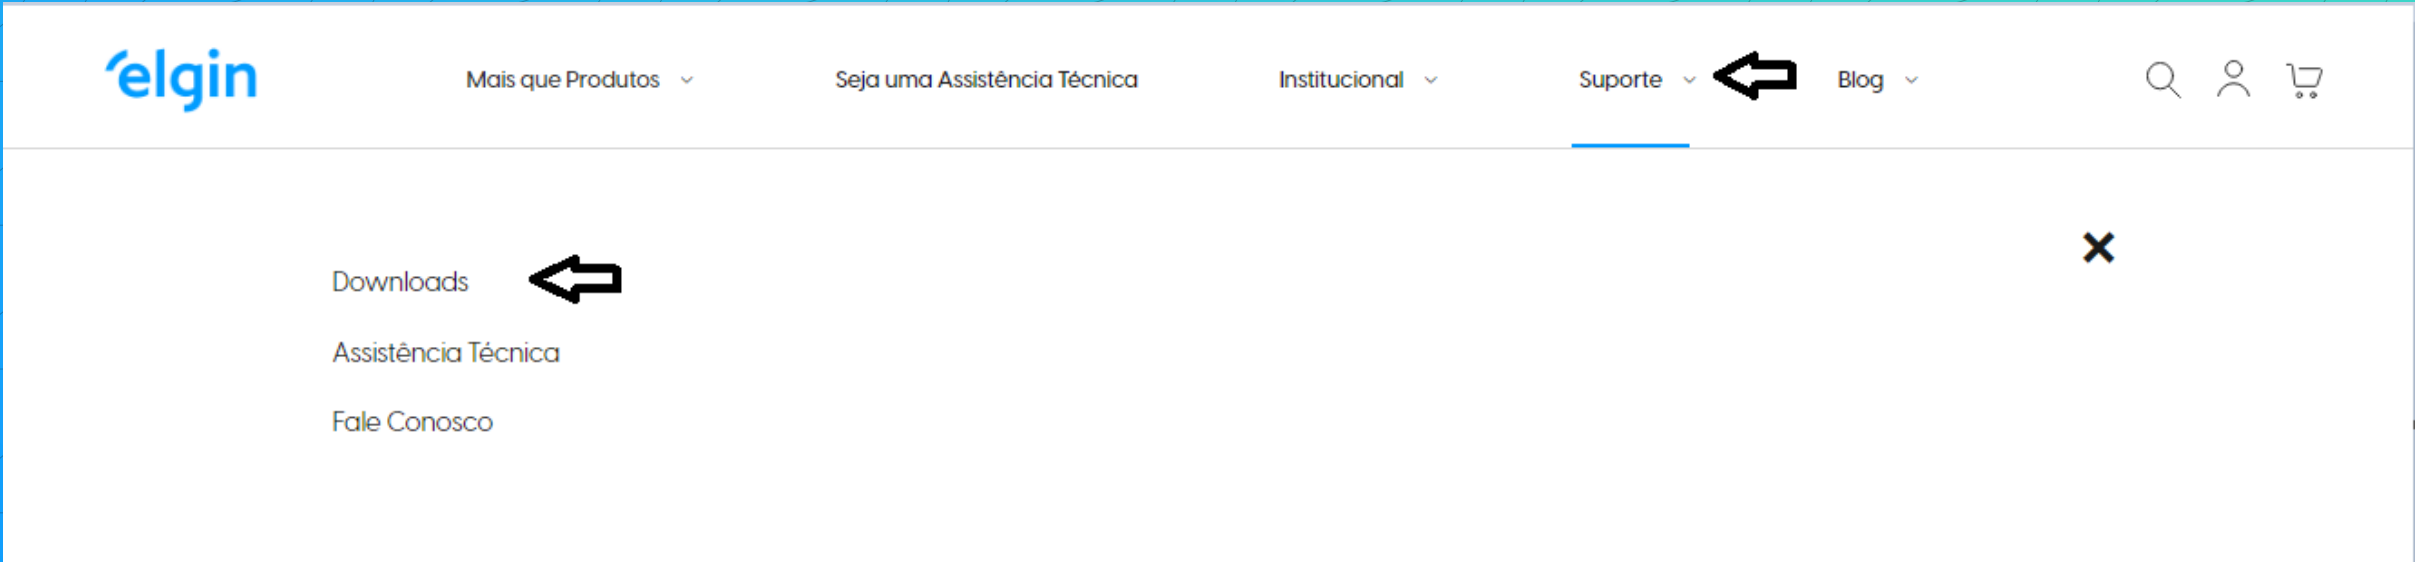 elgin
Mais que Produtos
Seja uma Assistência Técnica
Institucional
Suporte
Blog
Downloads
Assistência Técnica
Fale Conosco